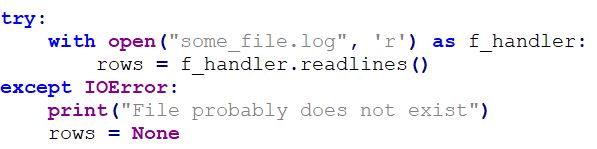 try:
    with open("some_file.log", 'r') as f_handler:
        rows = f_handler.readlines()
except IOError:
    print("File probably does not exist")
    rows = None